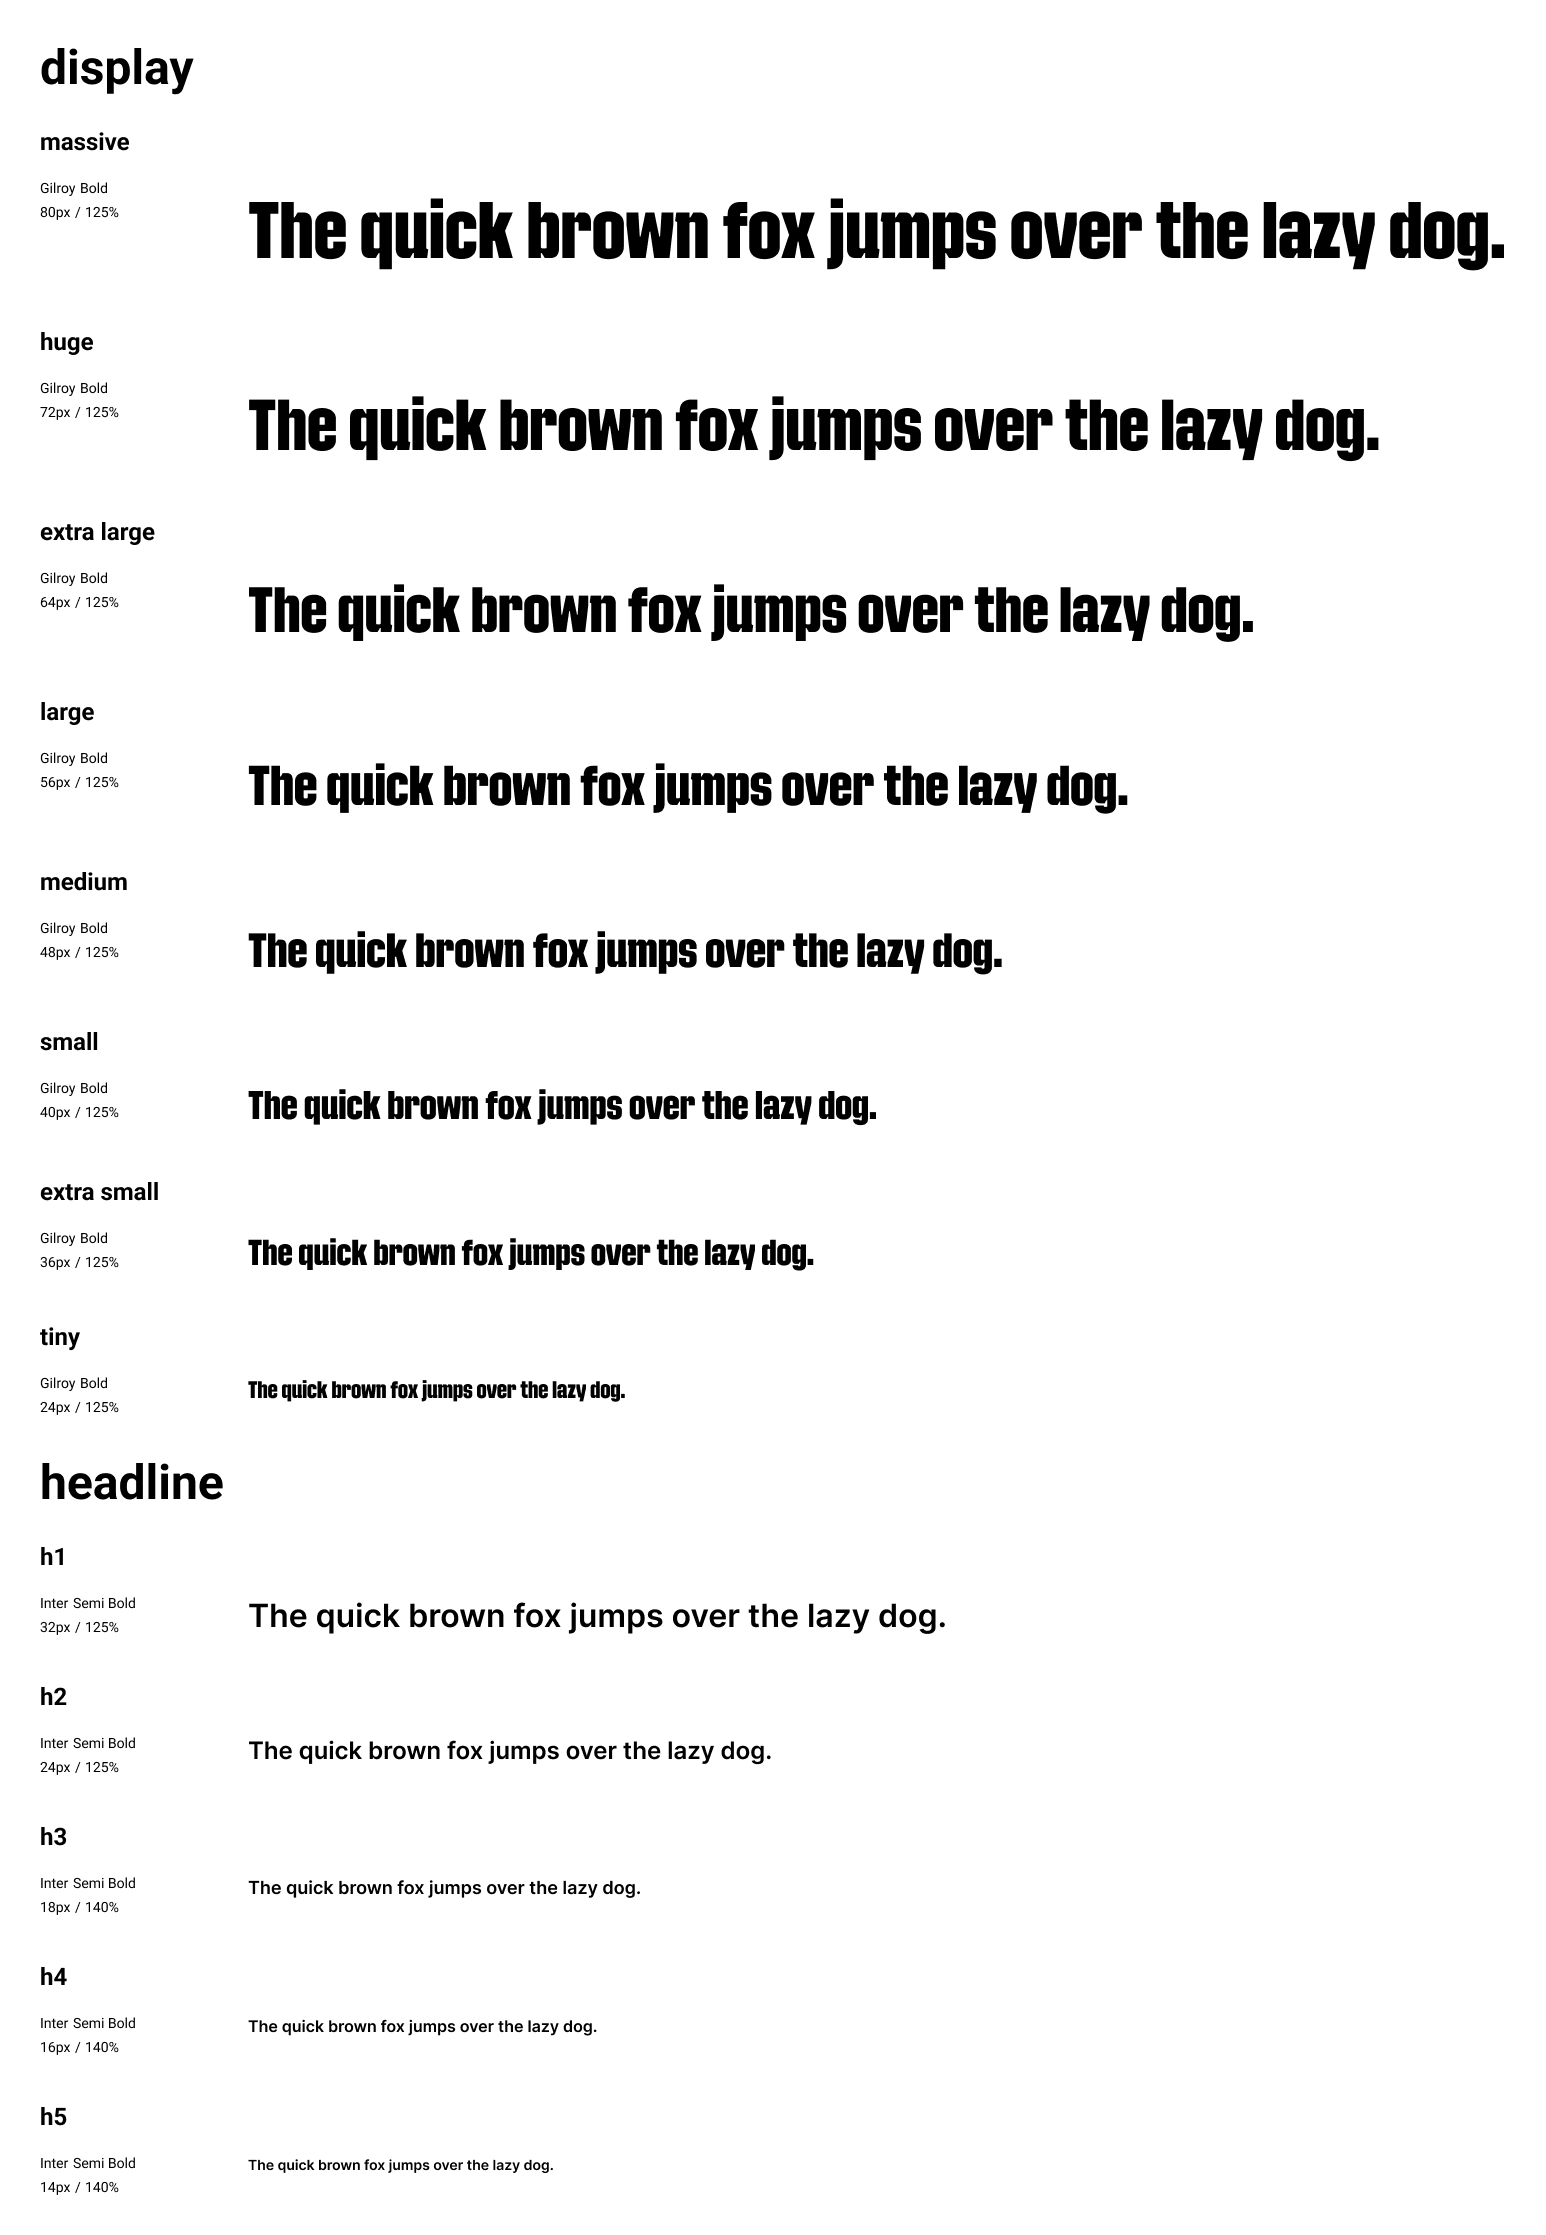 display
massive
Gilroy Bold
80px / 125%
The quick brown fox jumps over the lazy dog.
huge
Gilroy Bold
72px / 125%
The quick brown fox jumps over the lazy dog.
extra large
Gilroy Bold
64px / 125%
The quick brown fox jumps over the lazy dog.
large
Gilroy Bold
56px / 125%
The quick brown fox jumps over the lazy dog.
medium
Gilroy Bold
48px / 125%
The quick brown fox jumps over the lazy dog.
small
Gilroy Bold
40px / 125%
The quick brown fox jumps over the lazy dog.
extra small
Gilroy Bold
36px / 125%
The quick brown fox jumps over the lazy dog.
tiny
Gilroy Bold
24px / 125%
The quick brown fox jumps over the lazy dog.
headline
h1
Inter Semi Bold
32px / 125%
The quick brown fox jumps over the lazy dog.
h2
Inter Semi Bold
24px / 125%
The quick brown fox jumps over the lazy dog.
h3
Inter Semi Bold
18px / 140%
The quick brown fox jumps over the lazy dog.
h4
Inter Semi Bold
16px / 140%
The quick brown fox jumps over the lazy dog.
h5
Inter Semi Bold
14px / 140%
The quick brown fox jumps over the lazy dog.